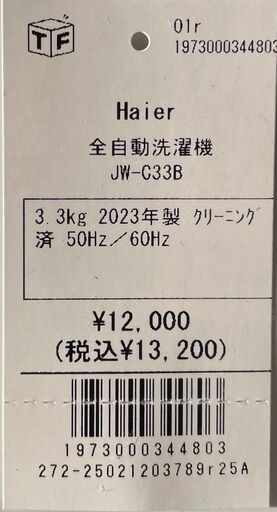 TF
01r
1973000344803
Haier
全自動洗濯機
JW-C33B
3.3kg 2023年製 ｸﾘｰﾆﾝｸﾞ
済 50Hz／60Hz
¥12,000
(税込¥13,200)
1973000344803
272-25021203789r25A